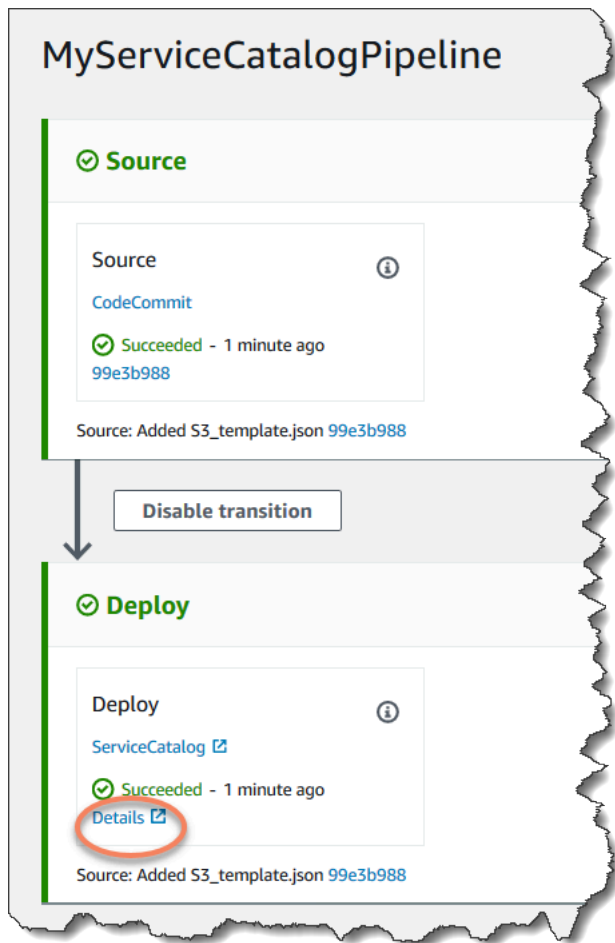 MyServiceCatalogPipeline
Source
Source
CodeCommit
Succeeded - 1 minute ago
99e3b988
Source: Added S3_template.json 99e3b988
Disable transition
Deploy
Deploy
ServiceCatalog
Succeeded - 1 minute ago
Details
Source: Added S3_template.json 99e3b988